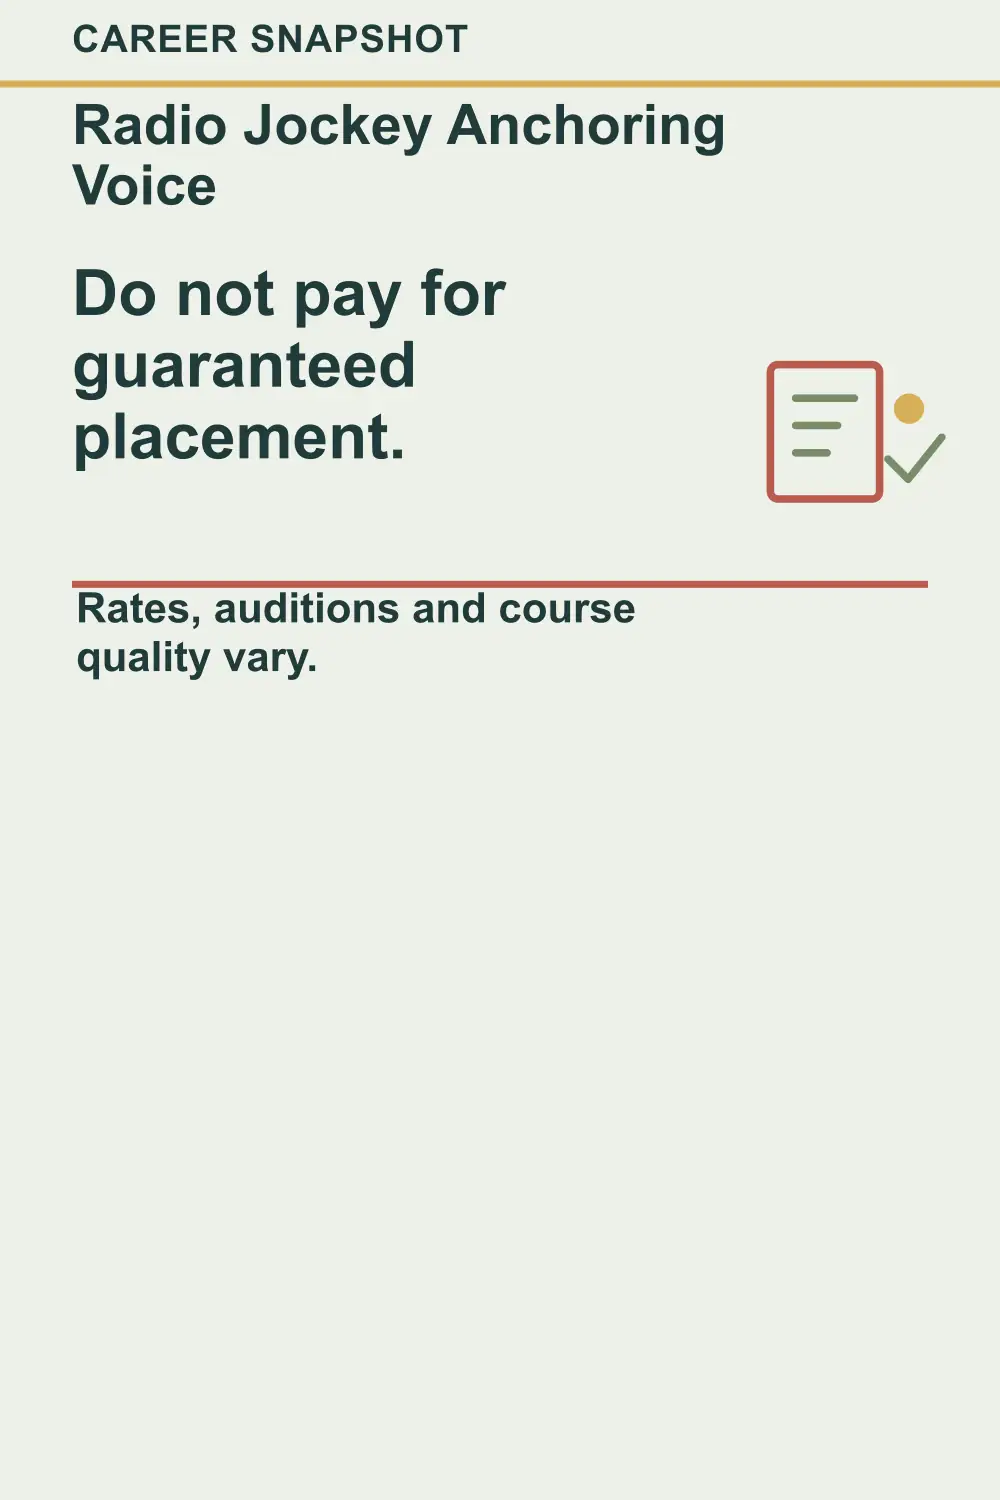 CAREER SNAPSHOT
Radio Jockey Anchoring
Voice
Do not pay for
guaranteed
placement.
Rates, auditions and course
quality vary.